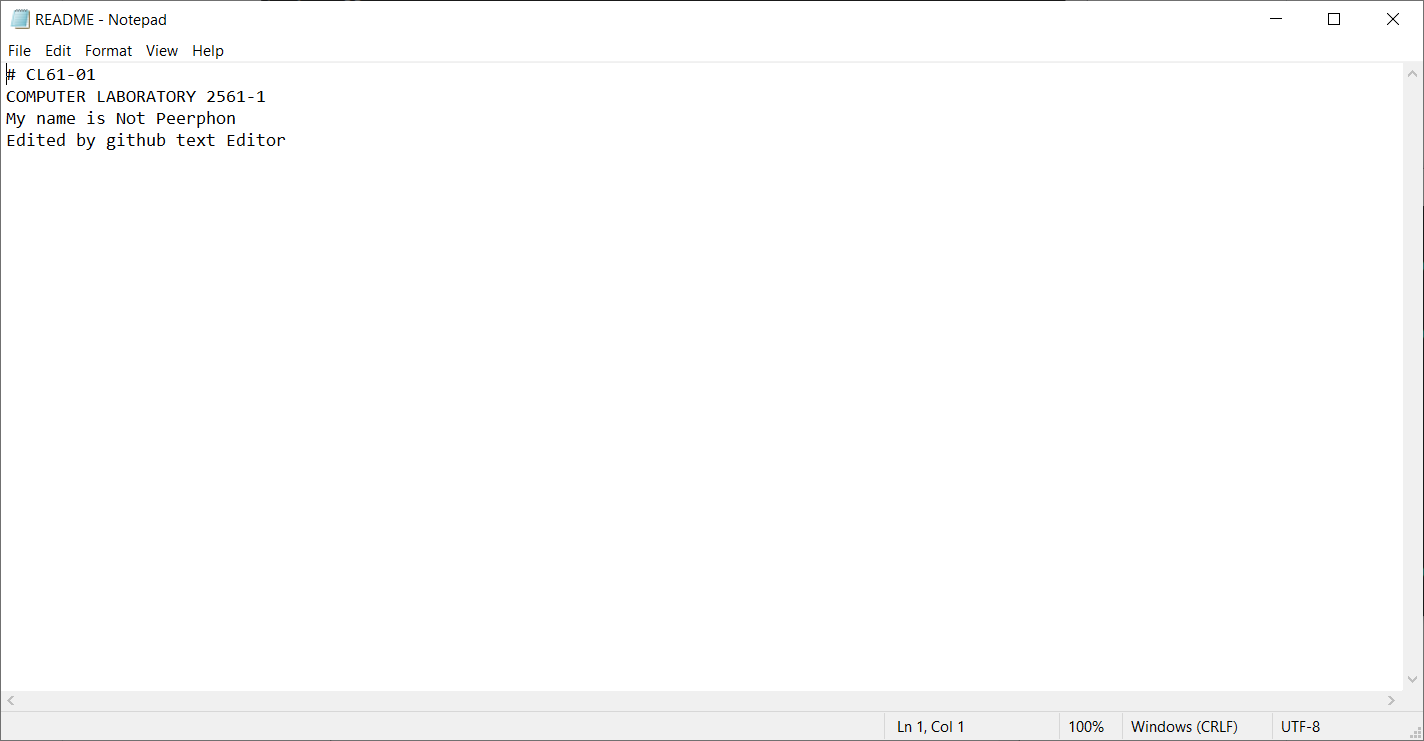 README - Notepad
File Edit Format View Help
# CL61-01
COMPUTER LABORATORY 2561-1
My name is Not Peerphon
Edited by github text Editor
Ln 1, Col 1 100% Windows (CRLF) UTF-8